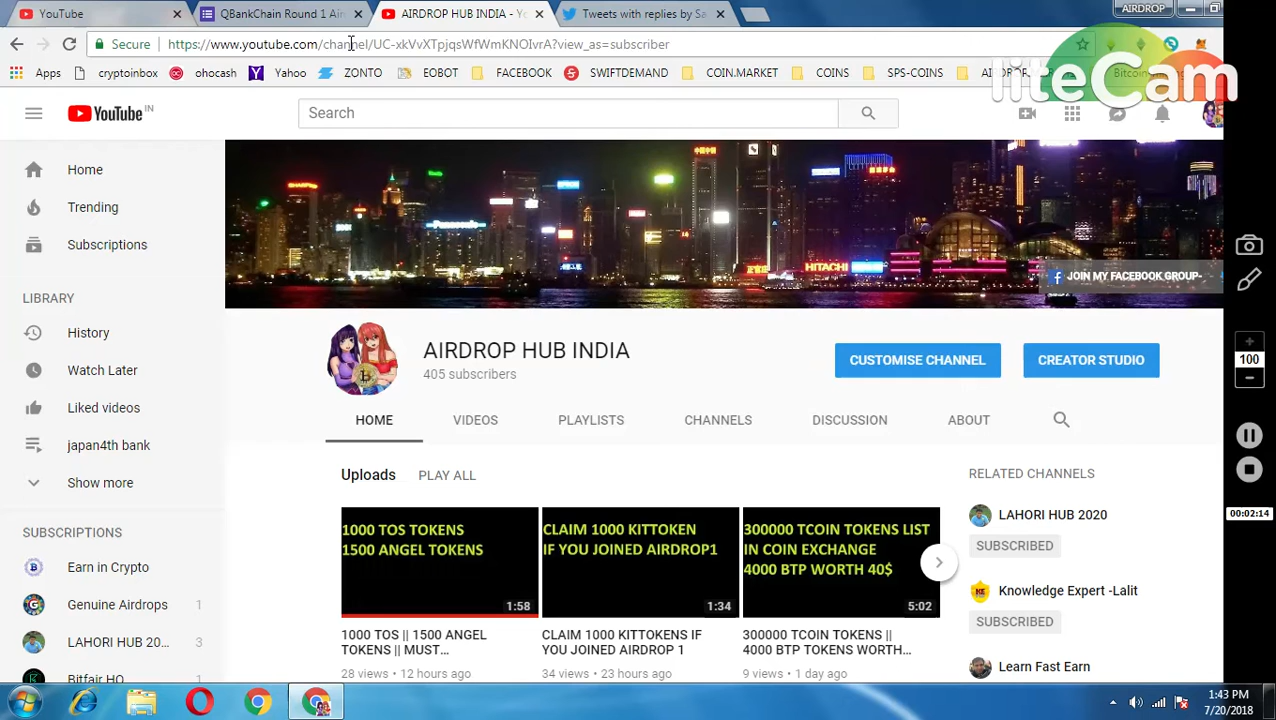 YouTube
QBankChain Round 1 Air
AIRDROP HUB INDIA - Yo
Tweets with replies by Sa
AIRDROP
Secure
https://www.youtube.com/channel/UC-xkVvXTpjqsWfWmKNOIvrA?view_as=subscriber
Apps
cryptoinbox
ohocash
Yahoo
ZONTO
EOBOT
FACEBOOK
SWIFTDEMAND
COIN.MARKET
COINS
SPS-COINS
liteCam
YouTube IN
Search
Home
Trending
Subscriptions
LIBRARY
History
Watch Later
Liked videos
japan4th bank
Show more
SUBSCRIPTIONS
Earn in Crypto
Genuine Airdrops 1
LAHORI HUB 20... 3
Bitfair HQ 1
HITACHI
JOIN MY FACEBOOK GROUP-
AIRDROP HUB INDIA
405 subscribers
CUSTOMISE CHANNEL
CREATOR STUDIO
HOME
VIDEOS
PLAYLISTS
CHANNELS
DISCUSSION
ABOUT
Uploads
PLAY ALL
1000 TOS TOKENS
1500 ANGEL TOKENS
1:58
1000 TOS || 1500 ANGEL
TOKENS || MUST...
28 views • 12 hours ago
CLAIM 1000 KITTOKEN
IF YOU JOINED AIRDROP1
1:34
CLAIM 1000 KITTOKENS IF
YOU JOINED AIRDROP 1
34 views • 23 hours ago
300000 TCOIN TOKENS LIST
IN COIN EXCHANGE
4000 BTP WORTH 40$
5:02
300000 TCOIN TOKENS ||
4000 BTP TOKENS WORTH...
9 views • 1 day ago
RELATED CHANNELS
LAHORI HUB 2020
SUBSCRIBED
Knowledge Expert -Lalit
SUBSCRIBED
Learn Fast Earn
100
00:02:14
1:43 PM
7/20/2018